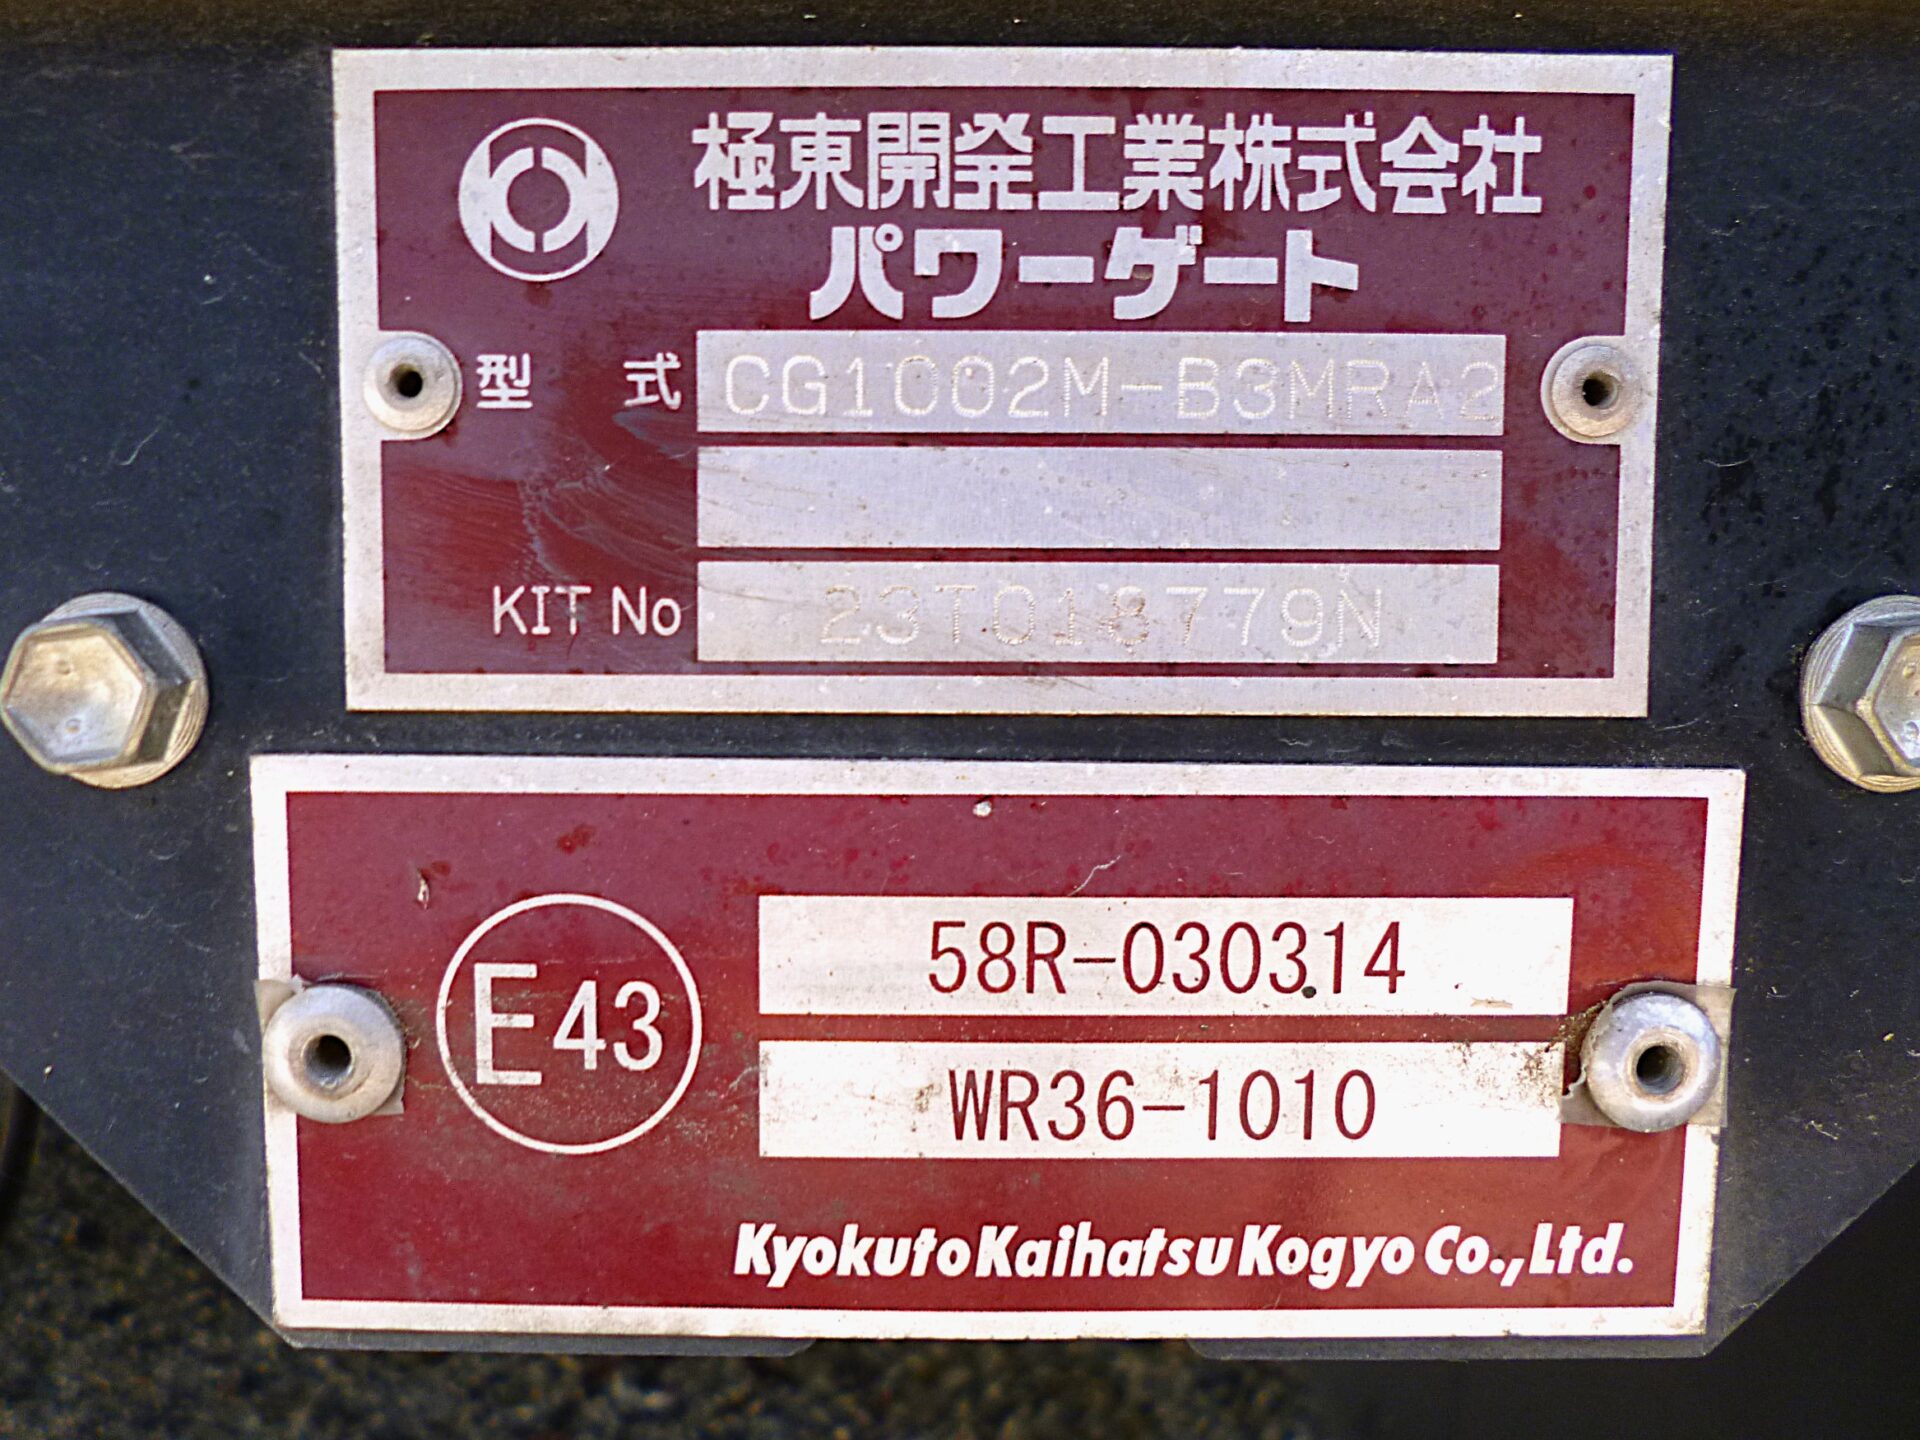 極東開発工業株式会社
パワーゲート
型 式 CG1002M-B3MRA2
KIT No 23T018779N
E43
58R-030314
WR36-1010
Kyokuto Kaihatsu Kogyo Co., Ltd.